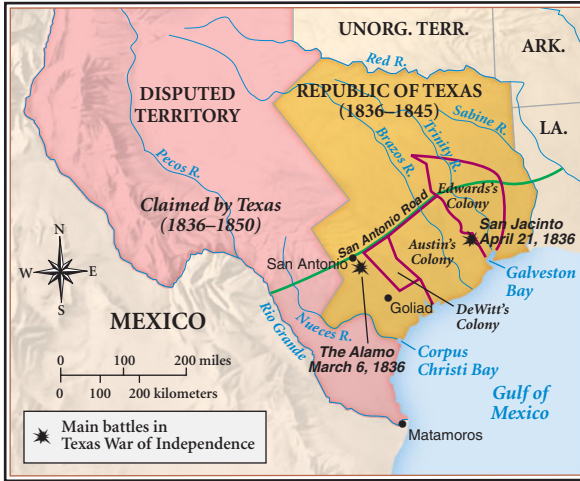 UNORG. TERR.
ARK.
Red R.
DISPUTED
TERRITORY
REPUBLIC OF TEXAS
(1836–1845)
Sabine R.
LA.
Trinity R.
Brazos R.
Pecos R.
Claimed by Texas
(1836–1850)
Edwards's
Colony
San Antonio Road
San Jacinto
April 21, 1836
Austin's
Colony
San Antonio
Galveston
Bay
Goliad
DeWitt's
Colony
N
W
E
S
MEXICO
Rio Grande
Nueces R.
The Alamo
March 6, 1836
Corpus
Christi Bay
0 100 200 miles
0 100 200 kilometers
Gulf of
Mexico
Main battles in
Texas War of Independence
Matamoros